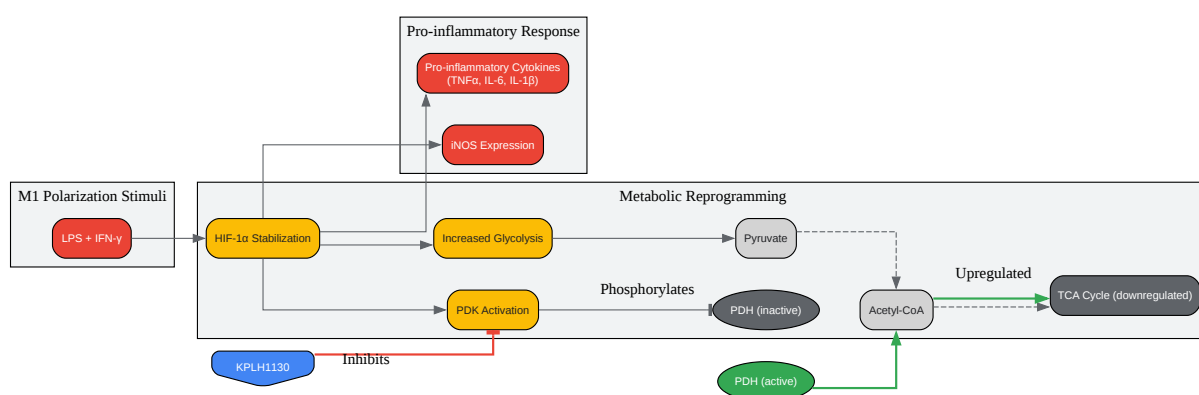 Pro-inflammatory Response
Pro-inflammatory Cytokines
(TNFα, IL-6, IL-1β)
iNOS Expression
M1 Polarization Stimuli
LPS + IFN-γ
Metabolic Reprogramming
HIF-1α Stabilization
Increased Glycolysis
Pyruvate
Upregulated
TCA Cycle (downregulated)
Phosphorylates
PDK Activation
PDH (inactive)
Acetyl-CoA
KPLH1130
Inhibits
PDH (active)